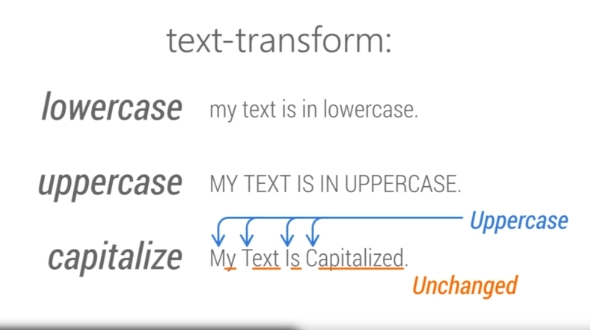 text-transform:
lowercase my text is in lowercase.
uppercase MY TEXT IS IN UPPERCASE.
Uppercase
capitalize My Text Is Capitalized.
Unchanged